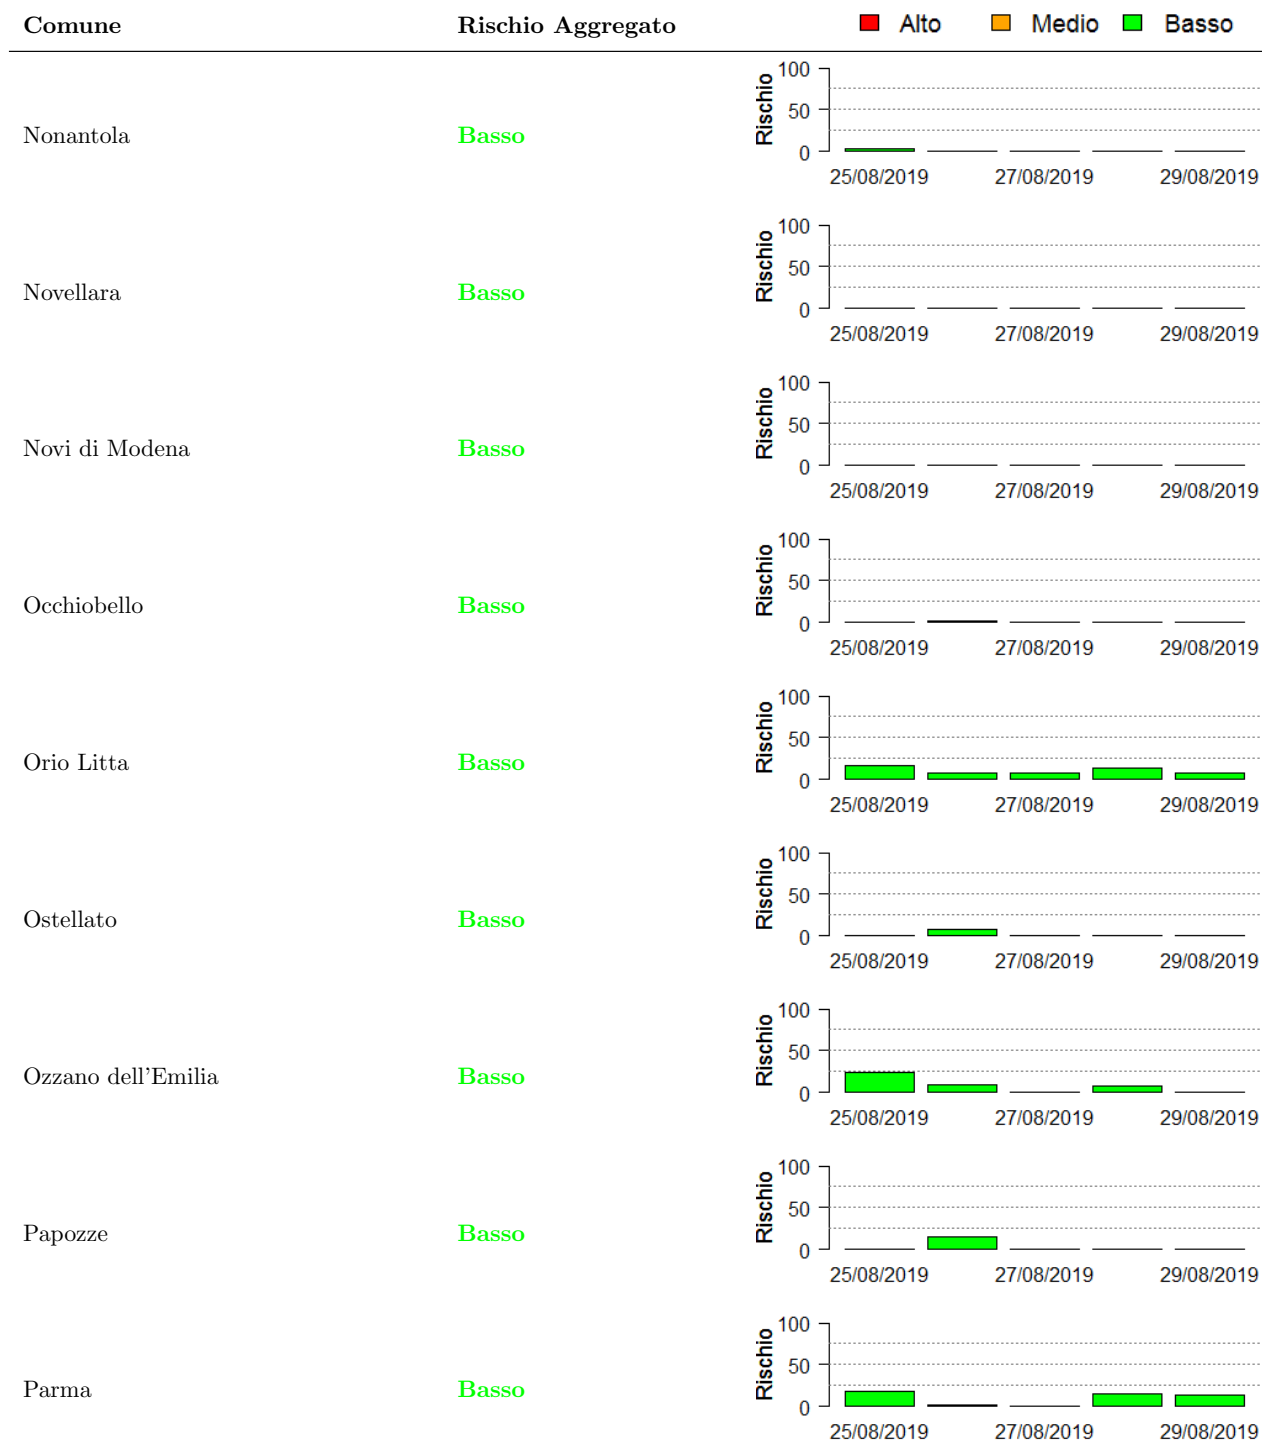 Comune Rischio Aggregato Alto Medio Basso
Nonantola Basso Rischio 100 50 0
25/08/2019 27/08/2019 29/08/2019
Novellara Basso Rischio 100 50 0
25/08/2019 27/08/2019 29/08/2019
Novi di Modena Basso Rischio 100 50 0
25/08/2019 27/08/2019 29/08/2019
Occhiobello Basso Rischio 100 50 0
25/08/2019 27/08/2019 29/08/2019
Orio Litta Basso Rischio 100 50 0
25/08/2019 27/08/2019 29/08/2019
Ostellato Basso Rischio 100 50 0
25/08/2019 27/08/2019 29/08/2019
Ozzano dell'Emilia Basso Rischio 100 50 0
25/08/2019 27/08/2019 29/08/2019
Papozze Basso Rischio 100 50 0
25/08/2019 27/08/2019 29/08/2019
Parma Basso Rischio 100 50 0
25/08/2019 27/08/2019 29/08/2019